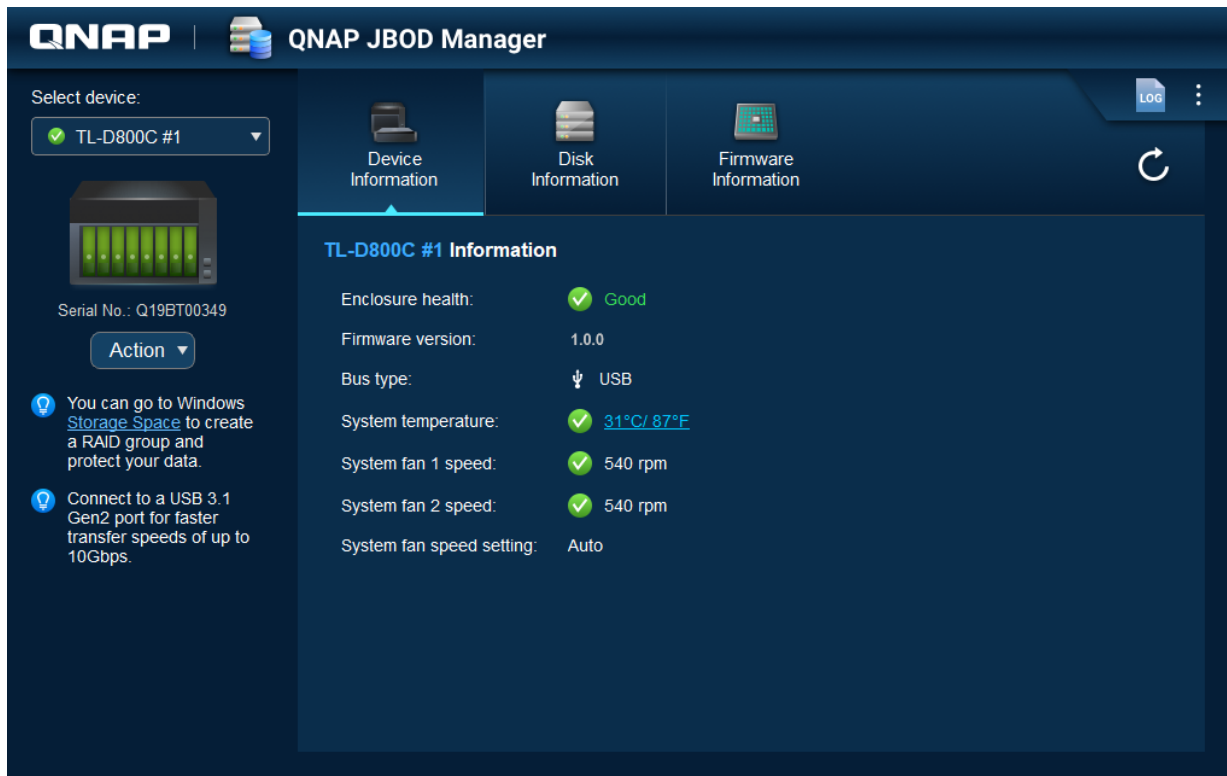 QNAP
QNAP JBOD Manager
Select device:
TL-D800C #1
Serial No.: Q19BT00349
Action
You can go to Windows
Storage Space to create
a RAID group and
protect your data.
Connect to a USB 3.1
Gen2 port for faster
transfer speeds of up to
10Gbps.
Device
Information
Disk
Information
Firmware
Information
LOG
TL-D800C #1 Information
Enclosure health: Good
Firmware version: 1.0.0
Bus type: USB
System temperature: 31°C/ 87°F
System fan 1 speed: 540 rpm
System fan 2 speed: 540 rpm
System fan speed setting: Auto